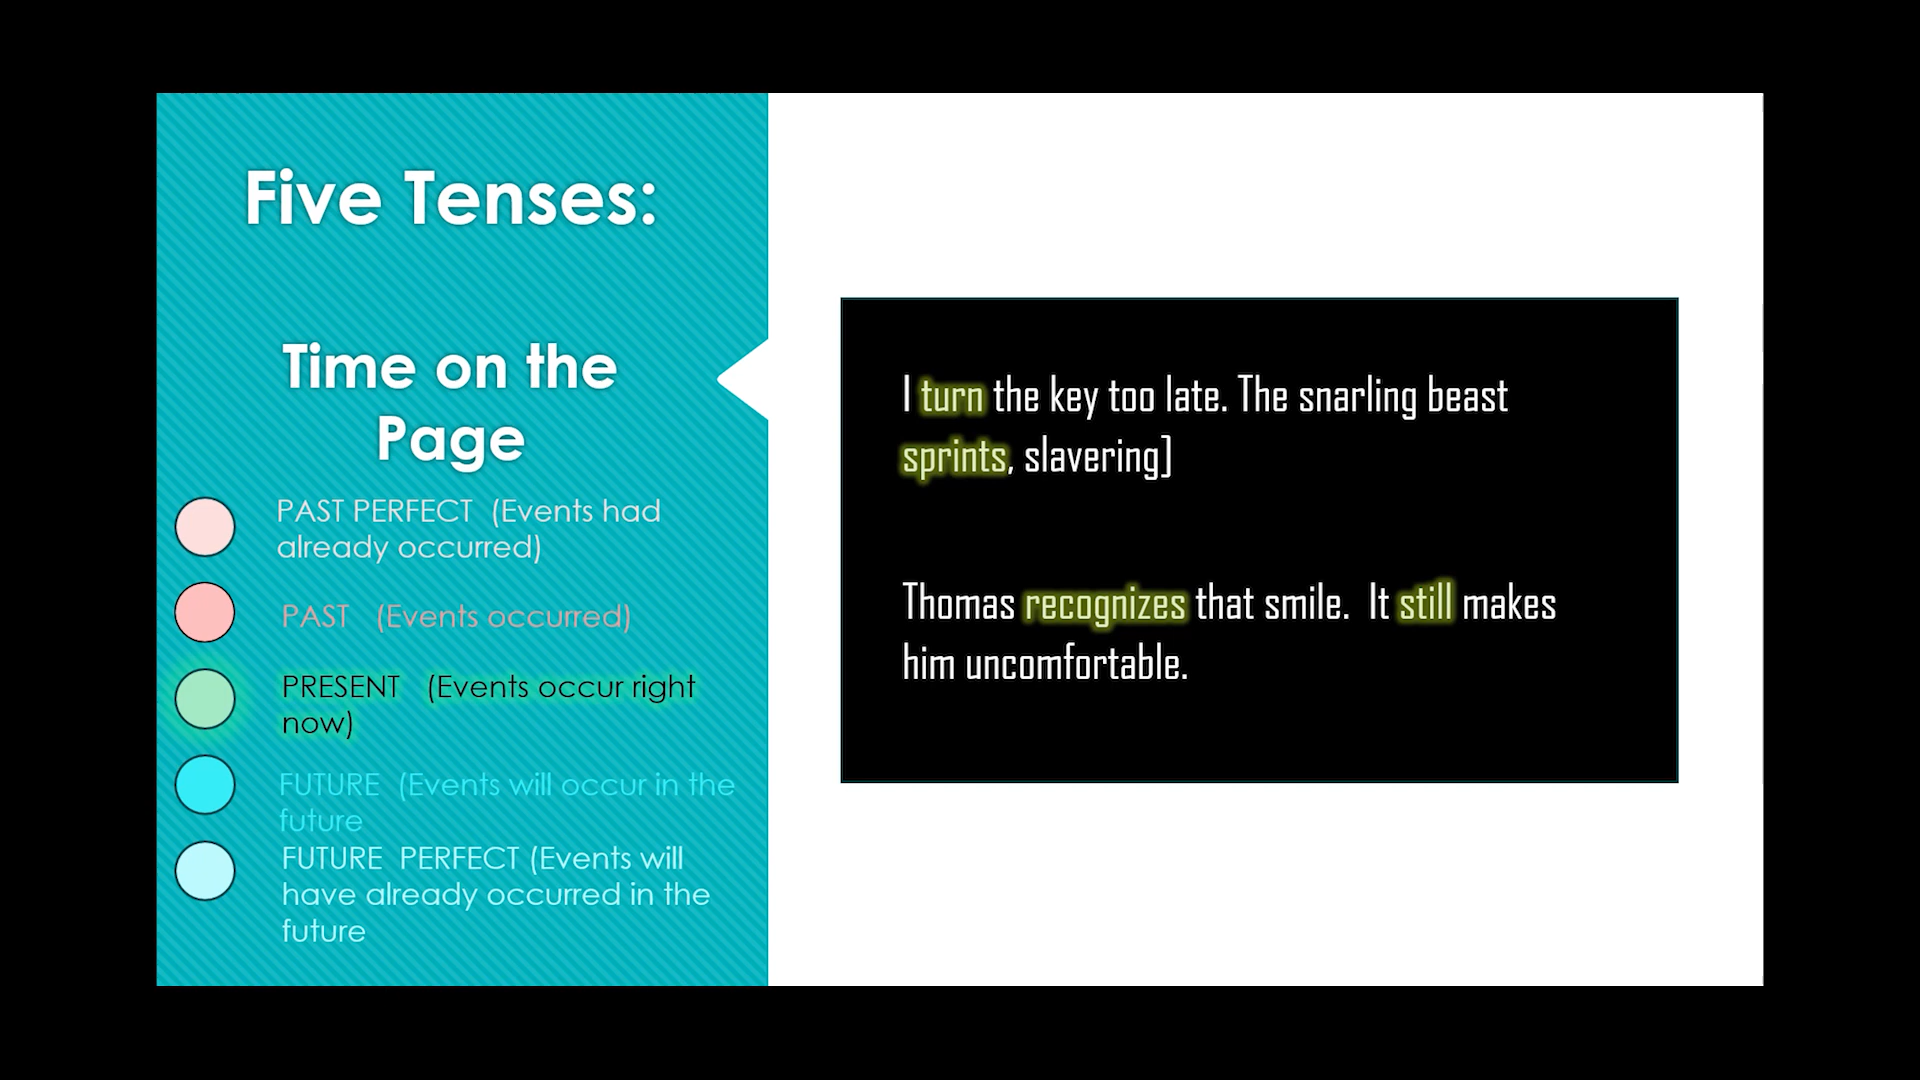 Five Tenses:
Time on the
Page
PAST PERFECT (Events had
already occurred)
PAST (Events occurred)
PRESENT (Events occur right
now)
FUTURE (Events will occur in the
future
FUTURE PERFECT (Events will
have already occurred in the
future
I turn the key too late. The snarling beast
sprints, slavering]
Thomas recognizes that smile. It still makes
him uncomfortable.